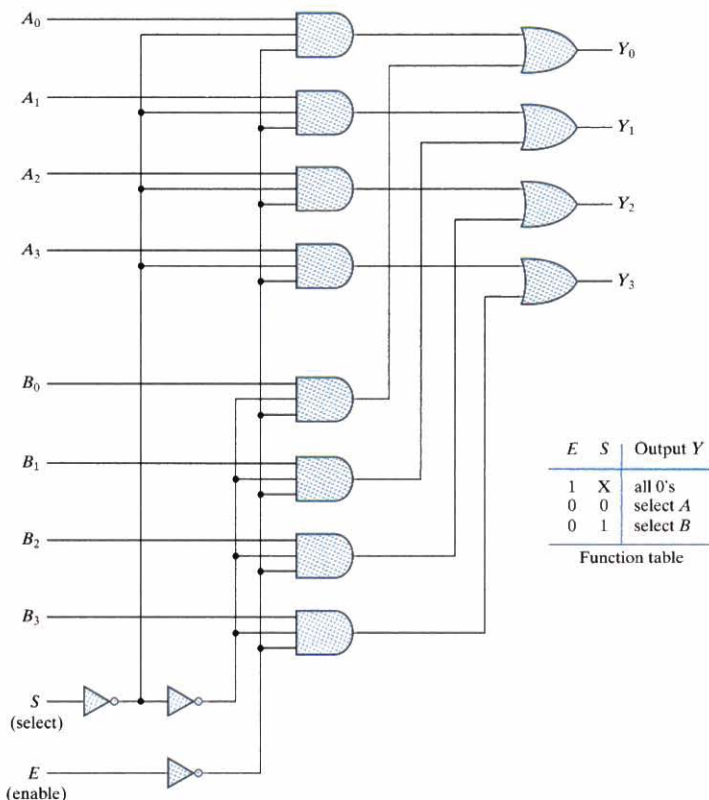 A0
Y0
A1
Y1
A2
Y2
A3
Y3
B0
B1
B2
B3
S
(select)
E
(enable)
E S Output Y
1 X all 0's
0 0 select A
0 1 select B
Function table